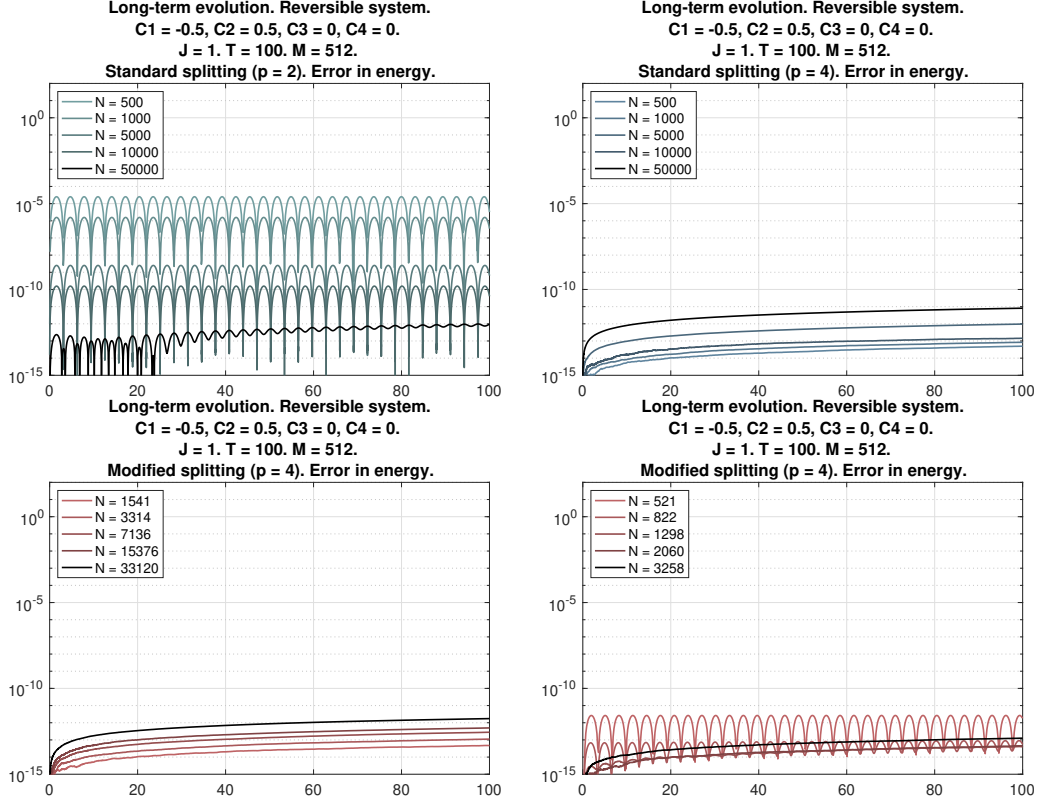 Long-term evolution. Reversible system.
C1 = -0.5, C2 = 0.5, C3 = 0, C4 = 0.
J = 1. T = 100. M = 512.
Standard splitting (p = 2). Error in energy.
N = 500
N = 1000
N = 5000
N = 10000
N = 50000
10^0
10^-5
10^-10
10^-15
0 20 40 60 80 100
Long-term evolution. Reversible system.
C1 = -0.5, C2 = 0.5, C3 = 0, C4 = 0.
J = 1. T = 100. M = 512.
Standard splitting (p = 4). Error in energy.
N = 500
N = 1000
N = 5000
N = 10000
N = 50000
10^0
10^-5
10^-10
10^-15
0 20 40 60 80 100
Long-term evolution. Reversible system.
C1 = -0.5, C2 = 0.5, C3 = 0, C4 = 0.
J = 1. T = 100. M = 512.
Modified splitting (p = 4). Error in energy.
N = 1541
N = 3314
N = 7136
N = 15376
N = 33120
10^0
10^-5
10^-10
10^-15
0 20 40 60 80 100
Long-term evolution. Reversible system.
C1 = -0.5, C2 = 0.5, C3 = 0, C4 = 0.
J = 1. T = 100. M = 512.
Modified splitting (p = 4). Error in energy.
N = 521
N = 822
N = 1298
N = 2060
N = 3258
10^0
10^-5
10^-10
10^-15
0 20 40 60 80 100